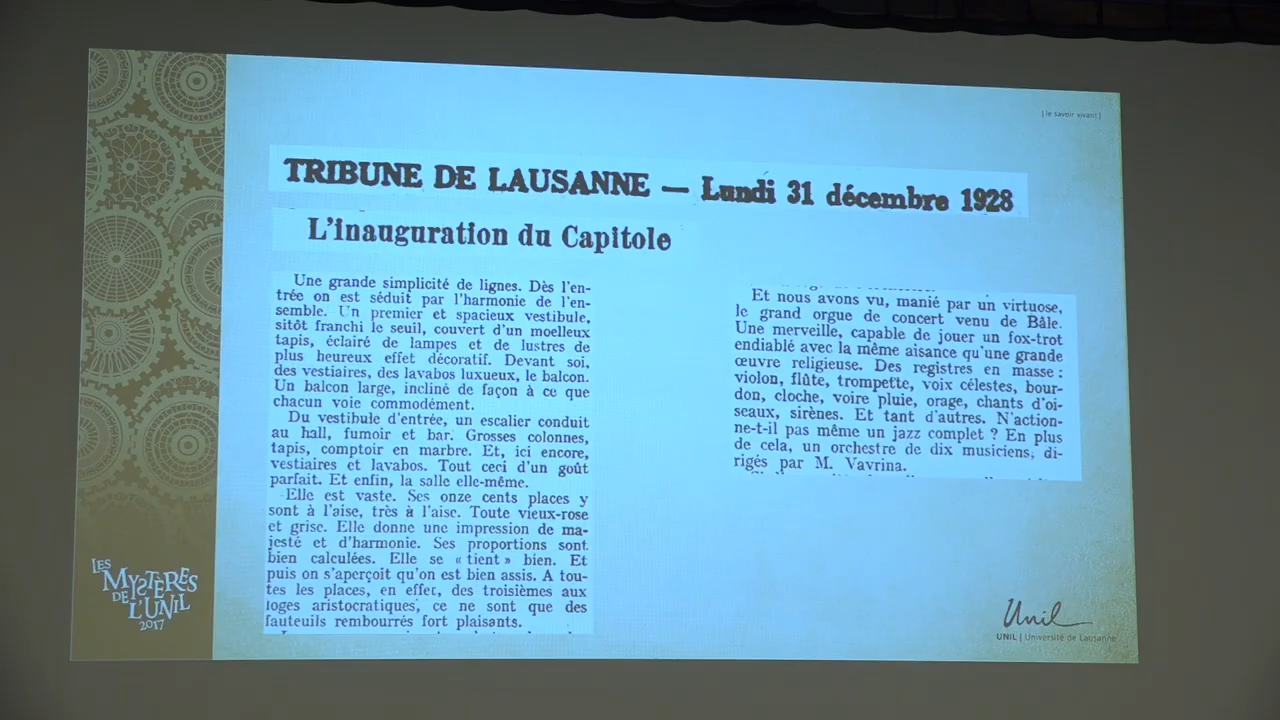 [le savoir vivant]
TRIBUNE DE LAUSANNE — Lundi 31 décembre 1928
L'inauguration du Capitole
Une grande simplicité de lignes. Dès l'en-
trée on est séduit par l'harmonie de l'en-
semble. Un premier et spacieux vestibule,
sitôt franchi le seuil, couvert d'un moelleux
tapis, éclairé de lampes et de lustres de
plus heureux effet décoratif. Devant soi,
des vestiaires, des lavabos luxueux, le balcon.
Un balcon large, incliné de façon à ce que
chacun voie commodément.
Du vestibule d'entrée, un escalier conduit
au hall, fumoir et bar. Grosses colonnes,
tapis, comptoir en marbre. Et, ici encore,
vestiaires et lavabos. Tout ceci d'un goût
parfait. Et enfin, la salle elle-même.
Elle est vaste. Ses onze cents places y
sont à l'aise, très à l'aise. Toute vieux-rose
et grise. Elle donne une impression de ma-
jesté et d'harmonie. Ses proportions sont
bien calculées. Elle se « tient » bien. Et
puis on s'aperçoit qu'on est bien assis. A tou-
tes les places, en effet, des troisièmes aux
loges aristocratiques, ce ne sont que des
fauteuils rembourrés fort plaisants.
Et nous avons vu, manié par un virtuose,
le grand orgue de concert venu de Bâle.
Une merveille, capable de jouer un fox-trot
endiablé avec la même aisance qu'une grande
œuvre religieuse. Des registres en masse :
violon, flûte, trompette, voix célestes, bour-
don, cloche, voire pluie, orage, chants d'oi-
seaux, sirènes. Et tant d'autres. N'action-
ne-t-il pas même un jazz complet ? En plus
de cela, un orchestre de dix musiciens, di-
rigés par M. Vavrina.
LES
MYSTÈRES
DE
L'UNIL
2017
Unil
UNIL | Université de Lausanne